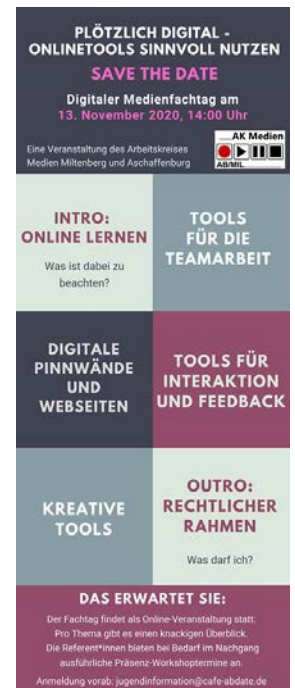 PLÖTZLICH DIGITAL -
ONLINETOOLS SINNVOLL NUTZEN
SAVE THE DATE
Digitaler Medienfachtag am
13. November 2020, 14:00 Uhr
Eine Veranstaltung des Arbeitskreises
Medien Miltenberg und Aschaffenburg
AK Medien
AB/MIL
INTRO:
ONLINE LERNEN
Was ist dabei zu
beachten?
TOOLS
FÜR DIE
TEAMARBEIT
DIGITALE
PINNWÄNDE
UND
WEBSEITEN
TOOLS FÜR
INTERAKTION
UND FEEDBACK
KREATIVE
TOOLS
OUTRO:
RECHTLICHER
RAHMEN
Was darf ich?
DAS ERWARTET SIE:
Der Fachtag findet als Online-Veranstaltung statt:
Pro Thema gibt es einen knackigen Überblick.
Die Referent*innen bieten bei Bedarf im Nachgang
ausführliche Präsenz-Workshoptermine an.
Anmeldung vorab: jugendinformation@cafe-abdate.de